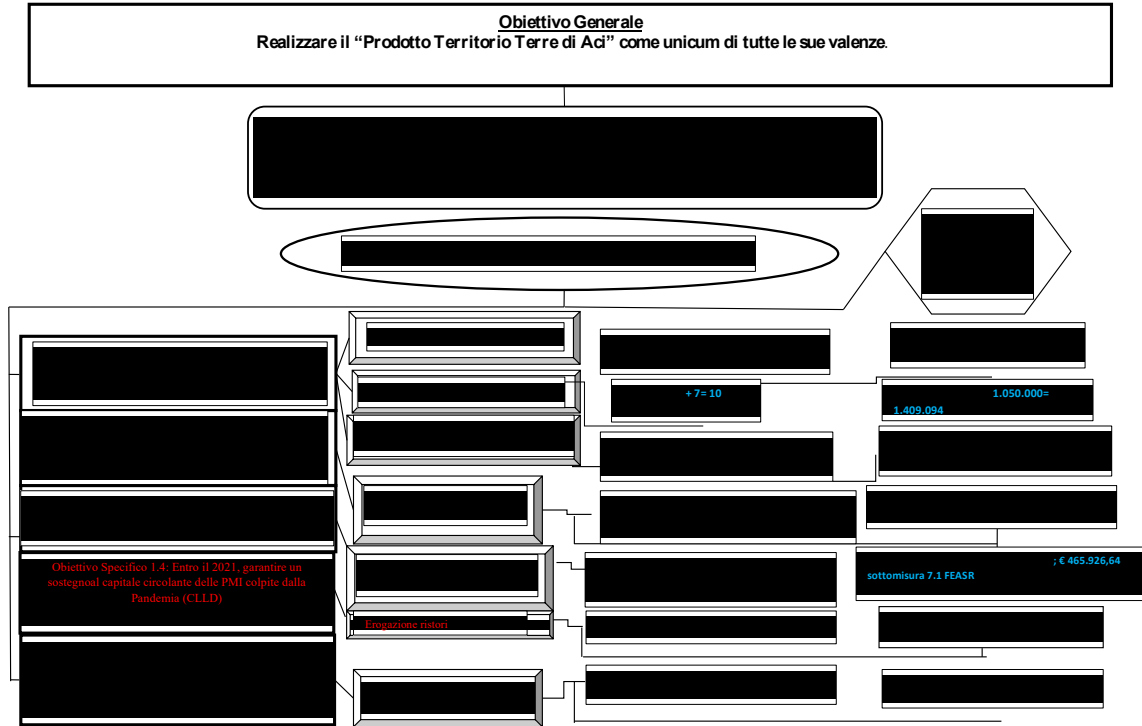 Obiettivo Generale
Realizzare il “Prodotto Territorio Terre di Aci” come unicum di tutte le sue valenze.
+ 7= 10
1.050.000=
1.409.094
Obiettivo Specifico 1.4: Entro il 2021, garantire un
sostegnoal capitale circolante delle PMI colpite dalla
Pandemia (CLLD)
; € 465.926,64
sottomisura 7.1 FEASR
Erogazione ristori